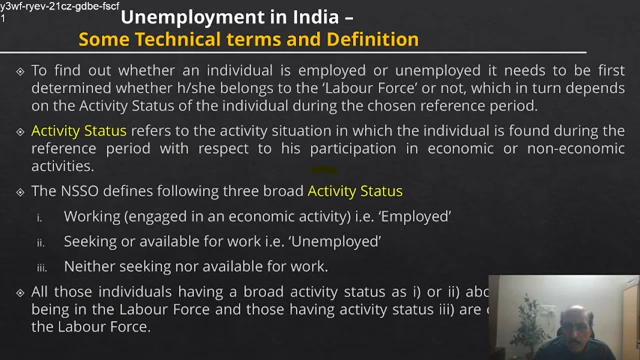 y3wf-ryev-21cz-gdbe-fscf
1
Unemployment in India –
Some Technical terms and Definition
To find out whether an individual is employed or unemployed it needs to be first
determined whether h/she belongs to the 'Labour Force' or not, which in turn depends
on the Activity Status of the individual during the chosen reference period.
Activity Status refers to the activity situation in which the individual is found during the
reference period with respect to his participation in economic or non-economic
activities.
The NSSO defines following three broad Activity Status
i. Working (engaged in an economic activity) i.e. 'Employed'
ii. Seeking or available for work i.e. 'Unemployed'
iii. Neither seeking nor available for work.
All those individuals having a broad activity status as i) or ii)
being in the Labour Force and those having activity status iii) are
the Labour Force.